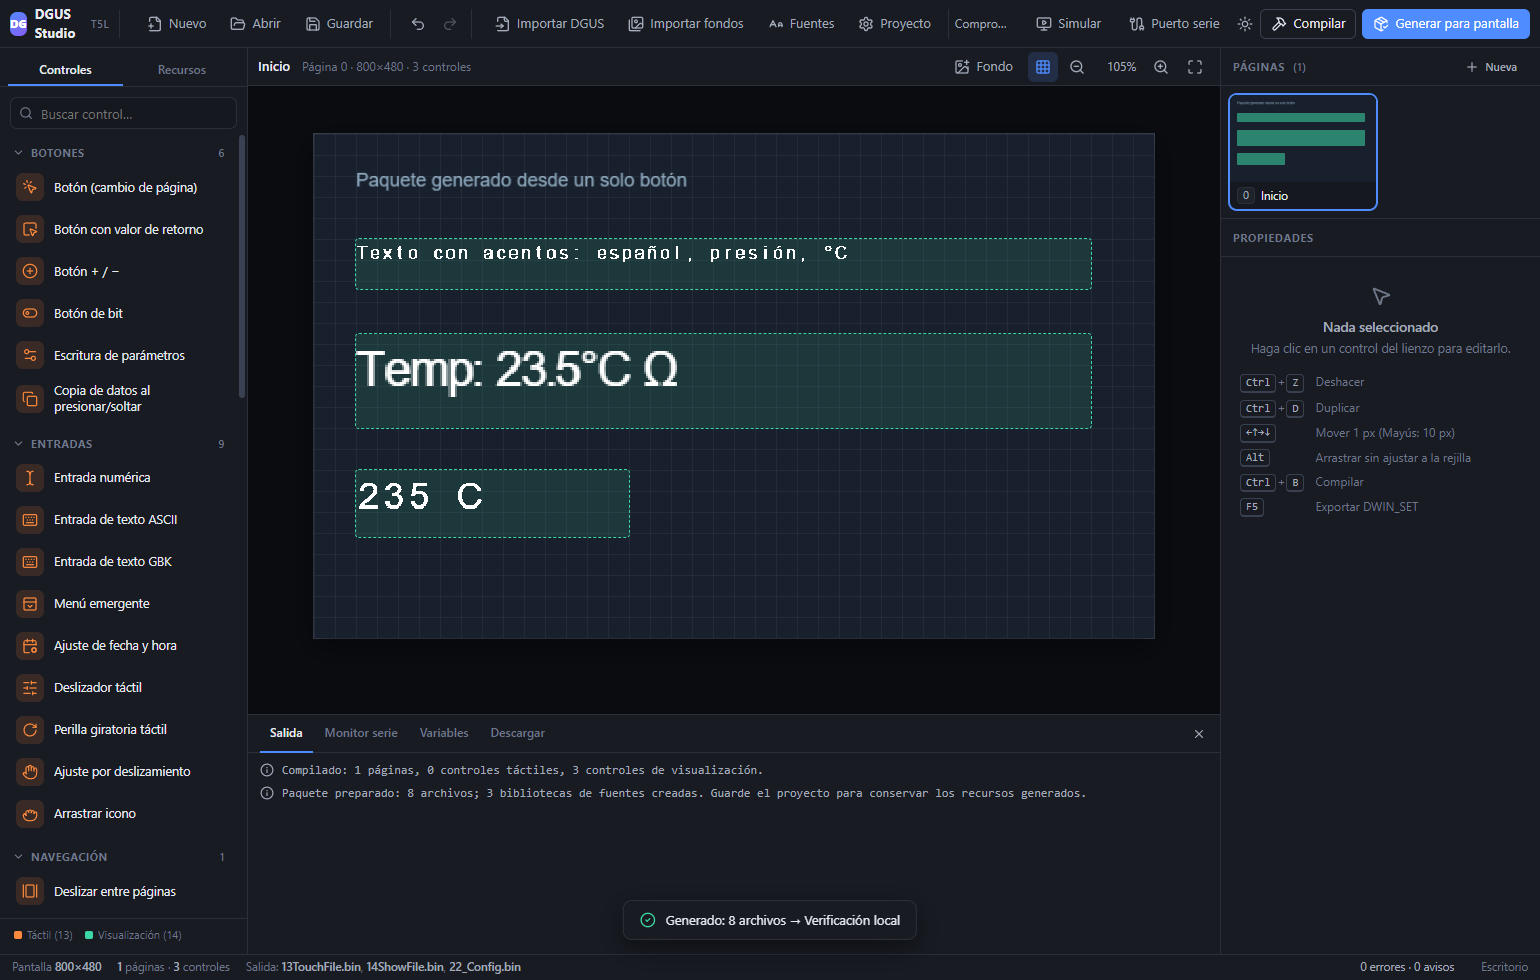 DG
DGUS Studio
T5L
Nuevo
Abrir
Guardar
Importar DGUS
Importar fondos
Fuentes
Proyecto
Compro...
Simular
Puerto serie
Compilar
Generar para pantalla
Controles
Recursos
Buscar control...
BOTONES 6
Botón (cambio de página)
Botón con valor de retorno
Botón + / −
Botón de bit
Escritura de parámetros
Copia de datos al
presionar/soltar
ENTRADAS 9
Entrada numérica
Entrada de texto ASCII
Entrada de texto GBK
Menú emergente
Ajuste de fecha y hora
Deslizador táctil
Perilla giratoria táctil
Ajuste por deslizamiento
Arrastrar icono
NAVEGACIÓN 1
Deslizar entre páginas
Táctil (13) Visualización (14)
Inicio Página 0 · 800×480 · 3 controles
Fondo
105%
Paquete generado desde un solo botón
Texto con acentos: español, presión, °C
Temp: 23.5°C Ω
235 C
Salida
Monitor serie
Variables
Descargar
Compilado: 1 páginas, 0 controles táctiles, 3 controles de visualización.
Paquete preparado: 8 archivos; 3 bibliotecas de fuentes creadas. Guarde el proyecto para conservar los recursos generados.
Generado: 8 archivos → Verificación local
PÁGINAS (1)
Nueva
0 Inicio
PROPIEDADES
Nada seleccionado
Haga clic en un control del lienzo para editarlo.
Ctrl + Z Deshacer
Ctrl + D Duplicar
←↑→↓ Mover 1 px (Mayús: 10 px)
Alt Arrastrar sin ajustar a la rejilla
Ctrl + B Compilar
F5 Exportar DWIN_SET
Pantalla 800×480 1 páginas · 3 controles Salida: 13TouchFile.bin, 14ShowFile.bin, 22_Config.bin
0 errores · 0 avisos Escritorio